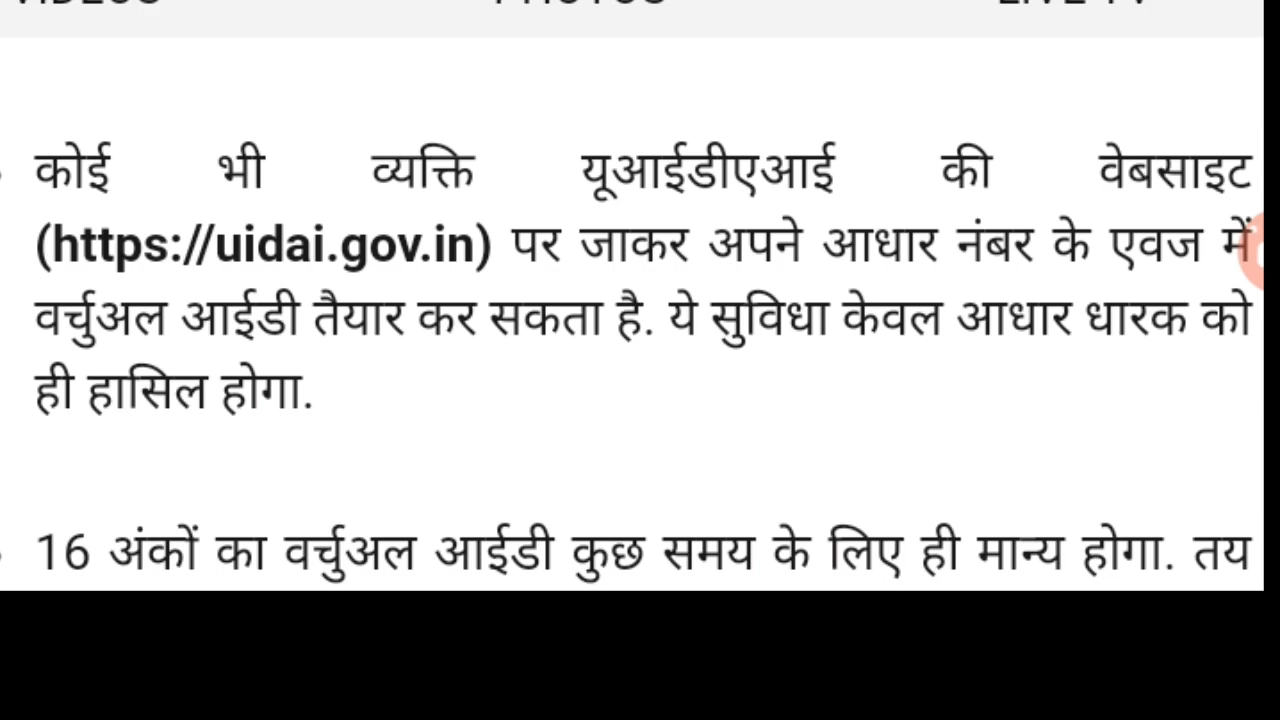 कोई भी व्यक्ति यूआईडीएआई की वेबसाइट
(https://uidai.gov.in) पर जाकर अपने आधार नंबर के एवज में
वर्चुअल आईडी तैयार कर सकता है. ये सुविधा केवल आधार धारक को
ही हासिल होगा.
16 अंकों का वर्चुअल आईडी कुछ समय के लिए ही मान्य होगा. तय